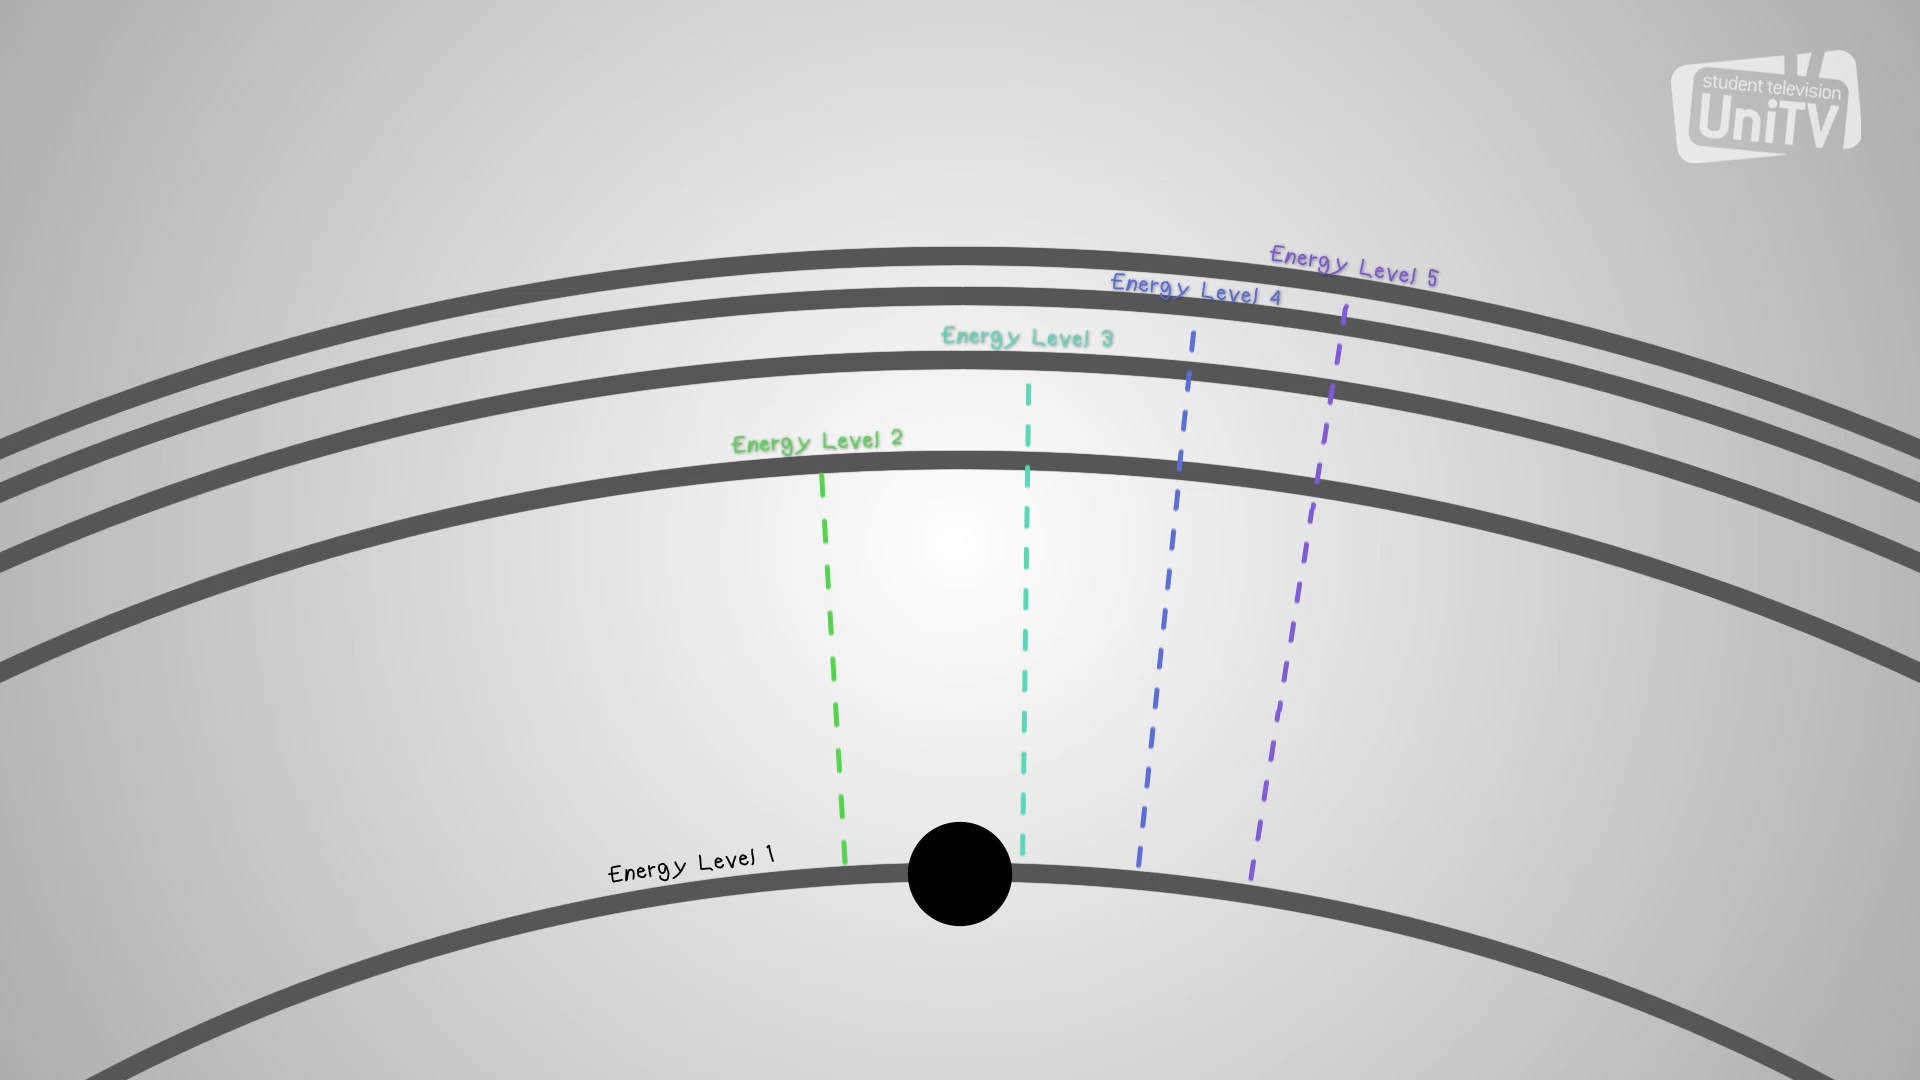 student television
UniTV
Energy Level 5
Energy Level 4
Energy Level 3
Energy Level 2
Energy Level 1